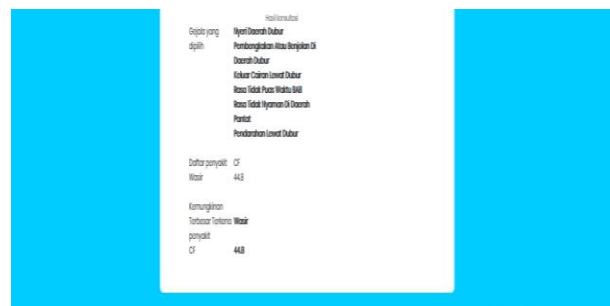 Hasil konsultasi
Gejala yang Nyeri Daerah Dubur
dipilih Pembengkakan Atau Benjolan Di
Daerah Dubur
Keluar Cairan Lewat Dubur
Rasa Tidak Puas Waktu BAB
Rasa Tidak Nyaman Di Daerah
Pantat
Pendarahan Lewat Dubur
Daftar penyakit CF
Wasir 44.8
Kemungkinan
Terbesar Terkena Wasir
penyakit
CF 44.8